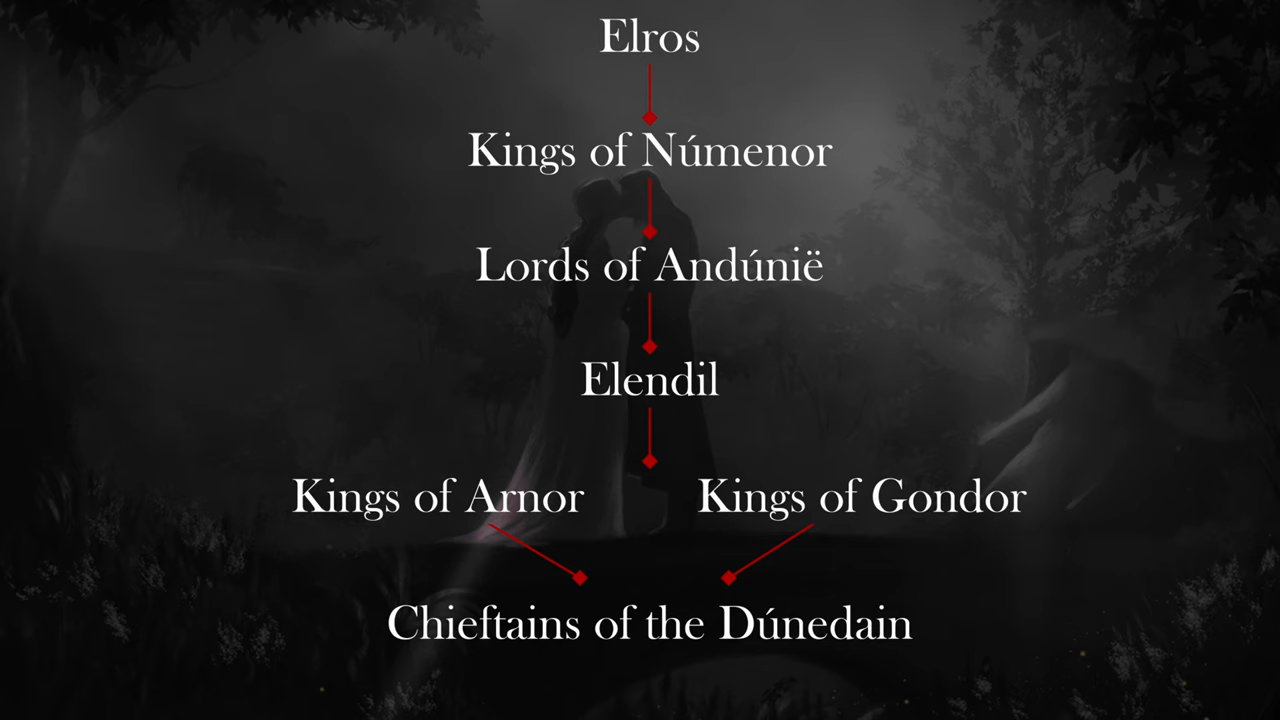 Elros
Kings of Númenor
Lords of Andúnië
Elendil
Kings of Arnor
Kings of Gondor
Chieftains of the Dúnedain